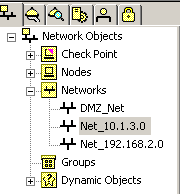 Network Objects
Check Point
Nodes
Networks
DMZ_Net
Net_10.1.3.0
Net_192.168.2.0
Groups
Dynamic Objects